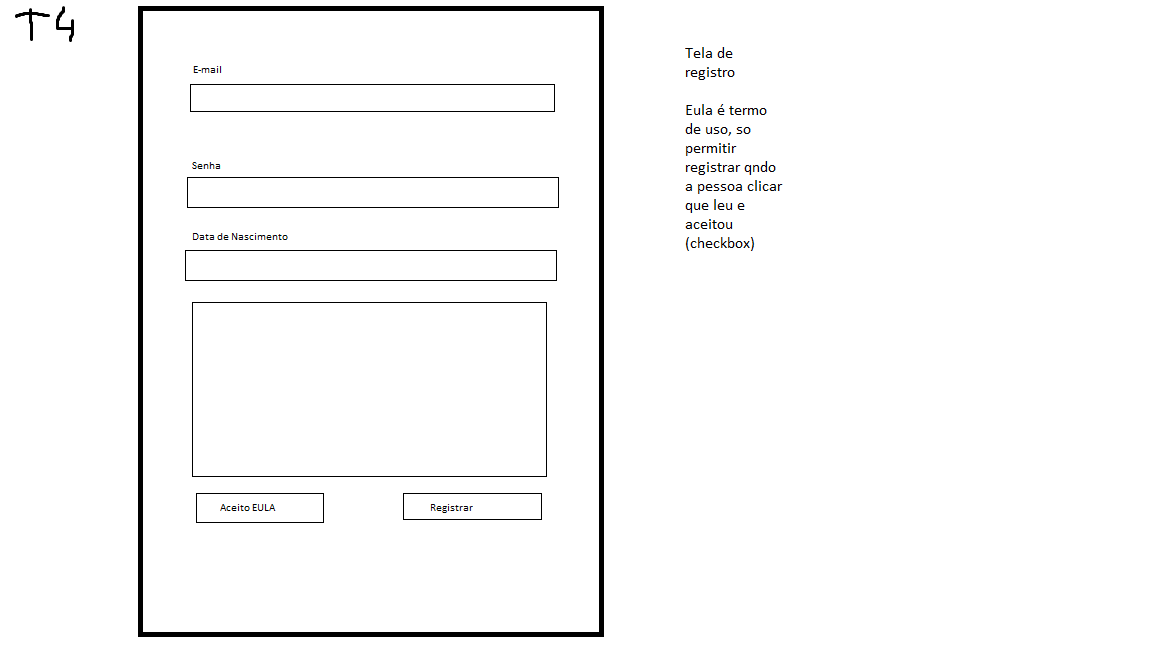 T4
E-mail
Senha
Data de Nascimento
Aceito EULA
Registrar
Tela de
registro
Eula é termo
de uso, so
permitir
registrar qndo
a pessoa clicar
que leu e
aceitou
(checkbox)